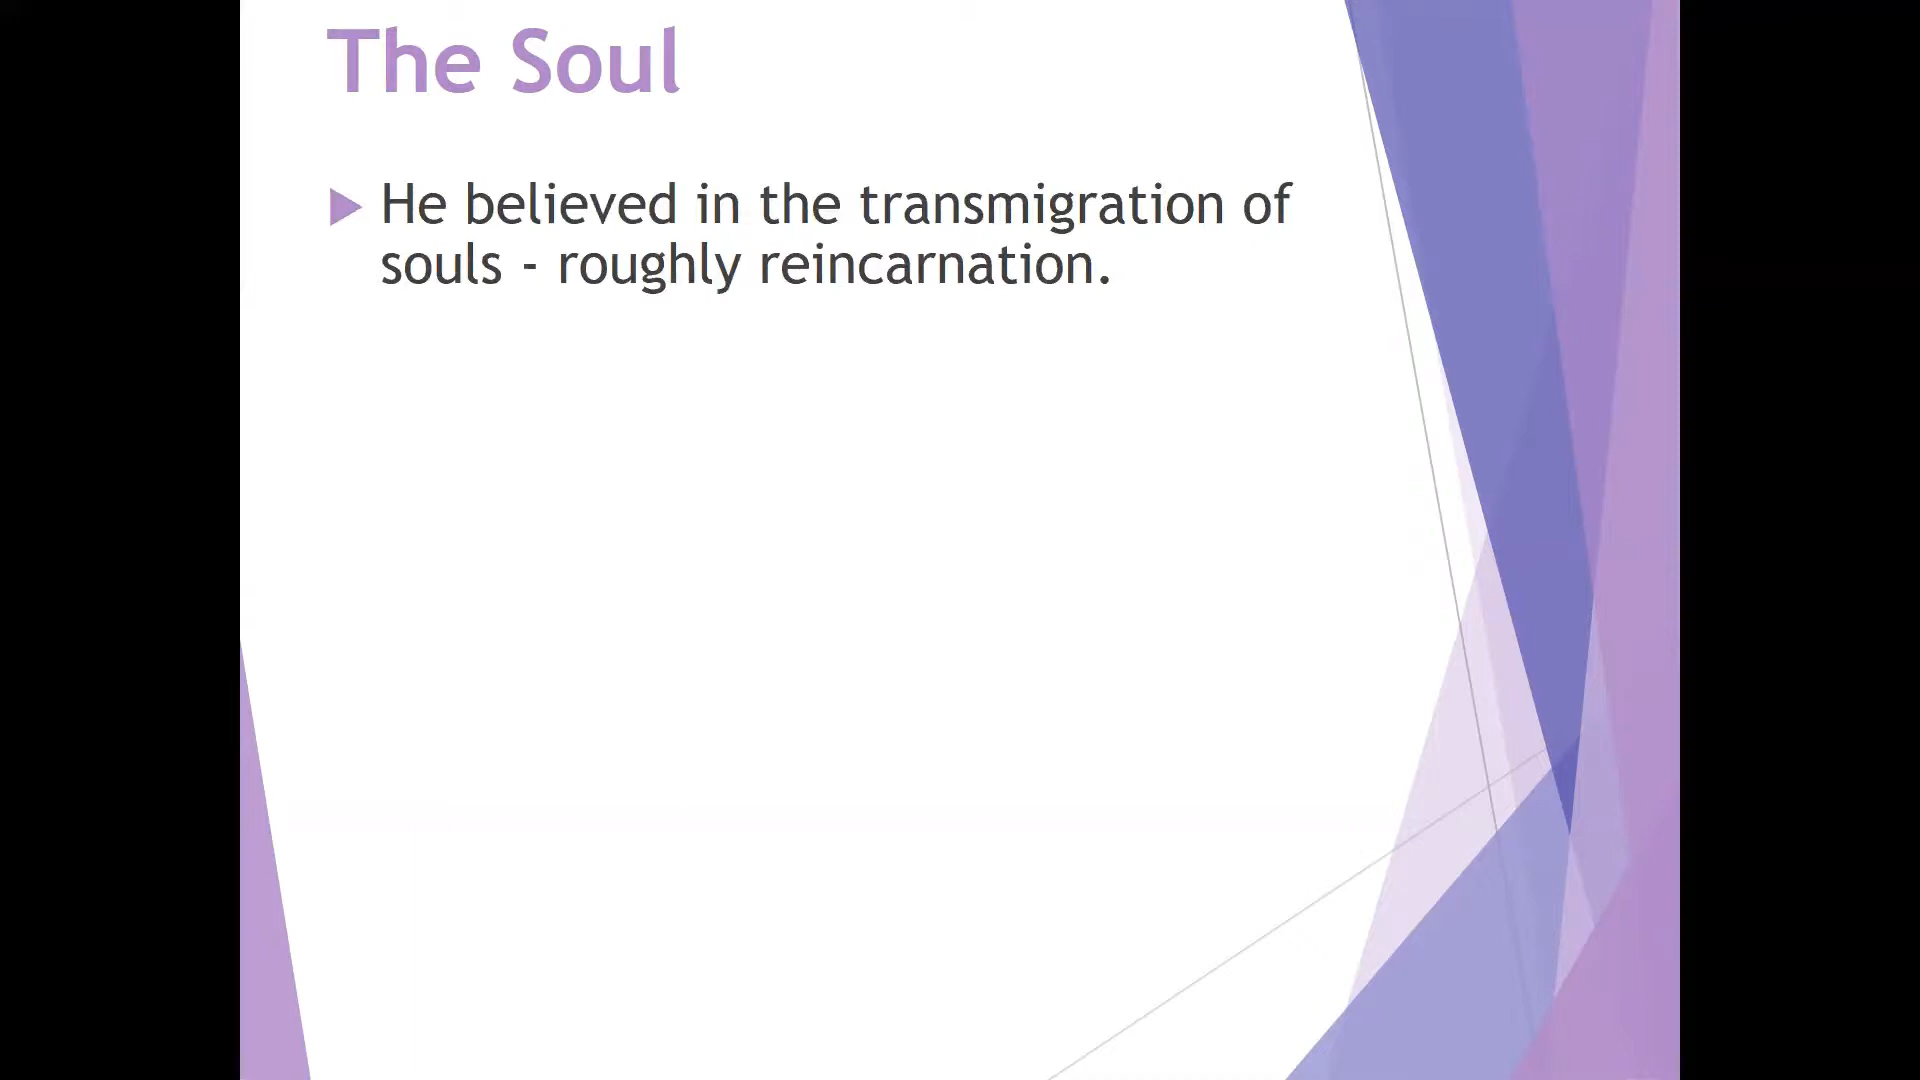 The Soul
He believed in the transmigration of
souls - roughly reincarnation.